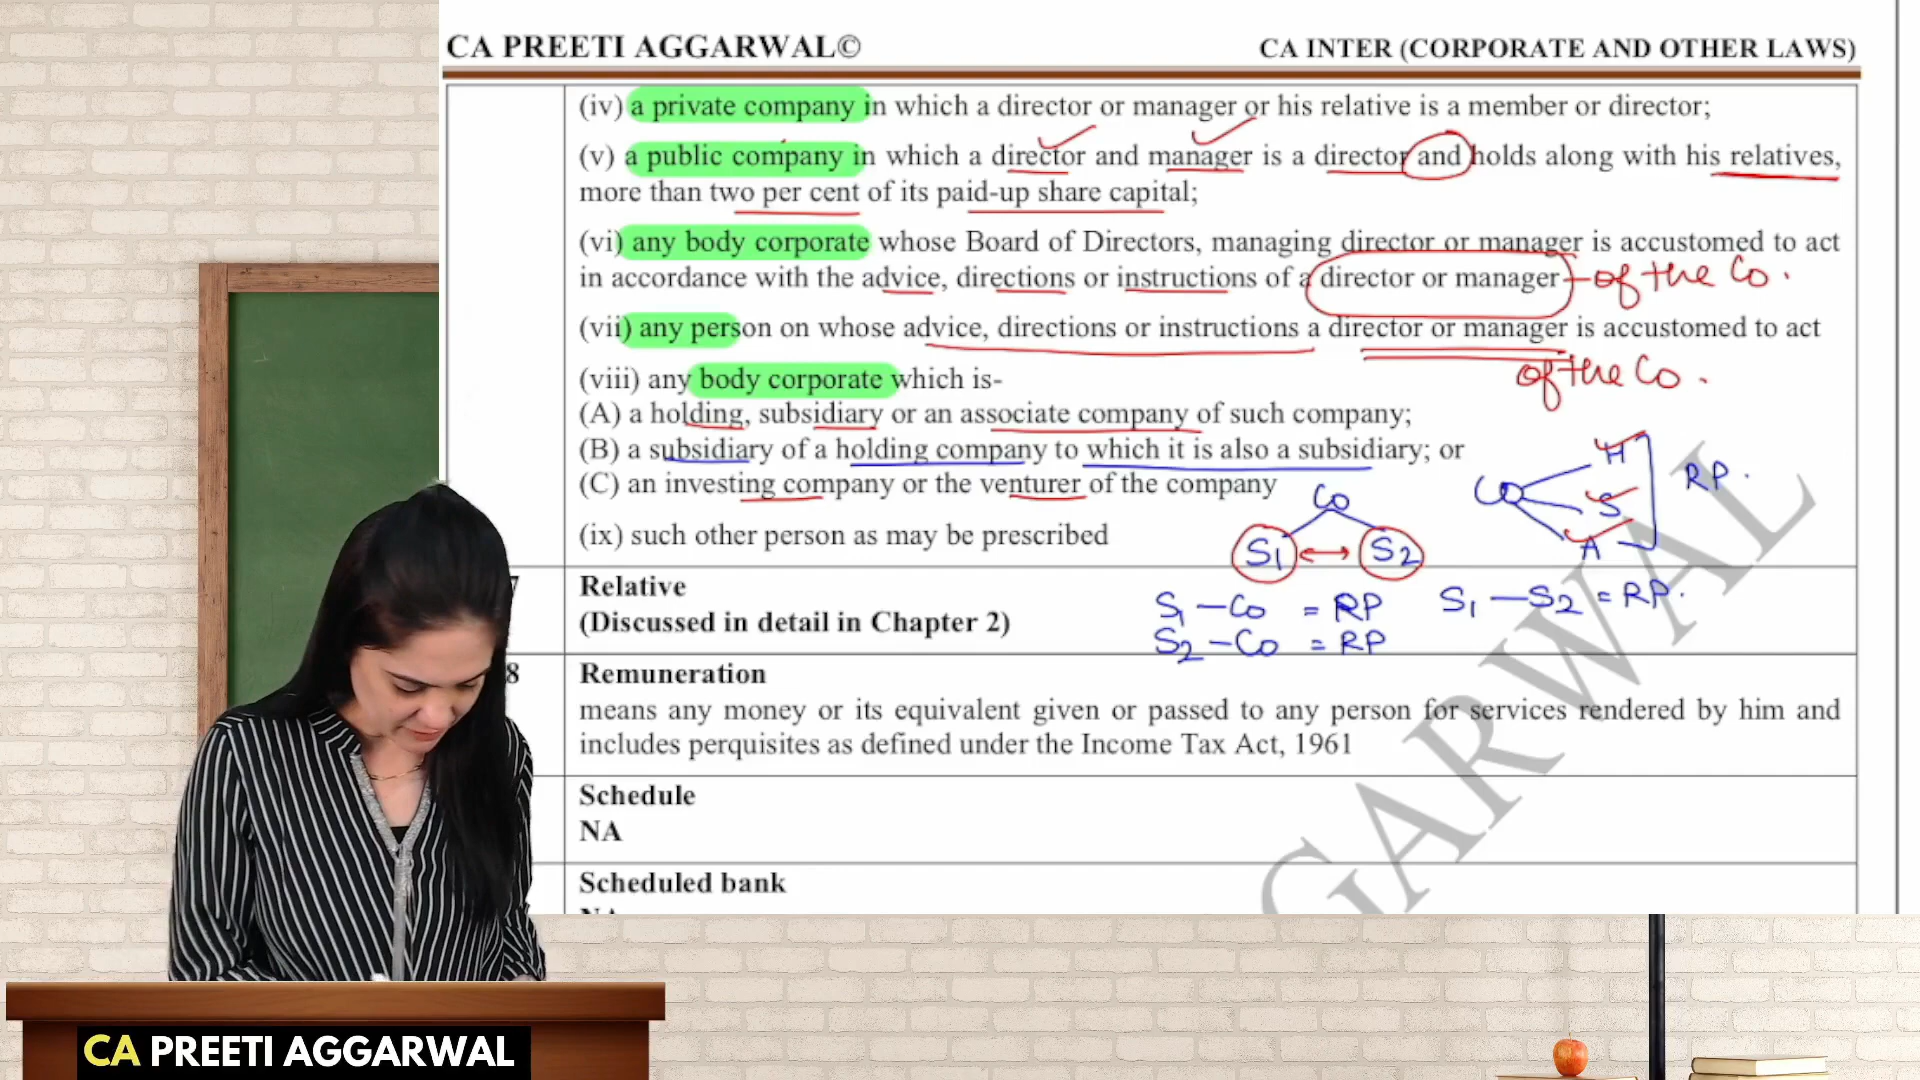 CA PREETI AGGARWAL© CA INTER (CORPORATE AND OTHER LAWS)
(iv) a private company in which a director or manager or his relative is a member or director;
(v) a public company in which a director and manager is a director and holds along with his relatives,
more than two per cent of its paid-up share capital;
(vi) any body corporate whose Board of Directors, managing director or manager is accustomed to act
in accordance with the advice, directions or instructions of a director or manager - of the Co.
(vii) any person on whose advice, directions or instructions a director or manager is accustomed to act
of the Co.
(viii) any body corporate which is-
(A) a holding, subsidiary or an associate company of such company;
(B) a subsidiary of a holding company to which it is also a subsidiary; or
(C) an investing company or the venturer of the company
(ix) such other person as may be prescribed
Co
S1 S2
CO
H
S
A
RP.
7 Relative
(Discussed in detail in Chapter 2)
S1 - Co = RP
S2 - Co = RP
S1 - S2 = RP.
8 Remuneration
means any money or its equivalent given or passed to any person for services rendered by him and
includes perquisites as defined under the Income Tax Act, 1961
Schedule
NA
Scheduled bank
NA
GARWAL
CA PREETI AGGARWAL